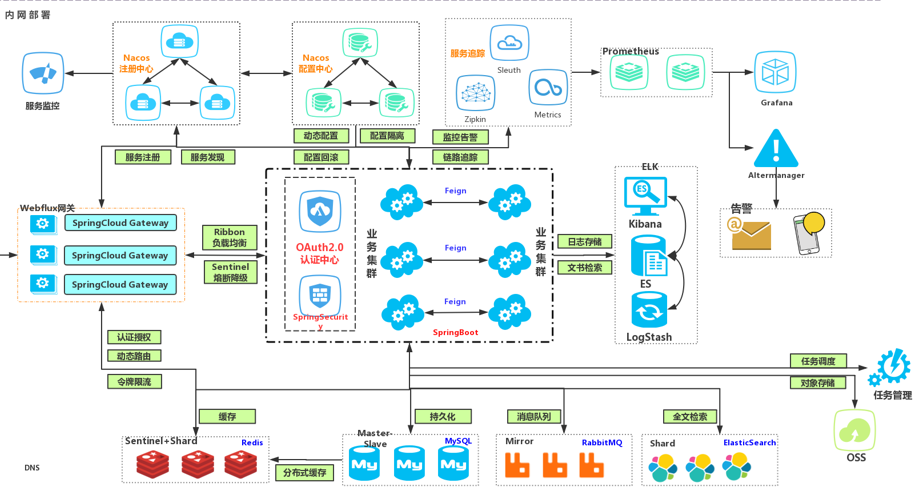 内网部署
服务监控
Nacos
注册中心
Nacos
配置中心
服务追踪
Sleuth
Zipkin
Metrics
Prometheus
Grafana
动态配置
配置隔离
监控告警
服务注册
服务发现
配置回滚
链路追踪
Altermanager
告警
Webflux网关
SpringCloud Gateway
SpringCloud Gateway
SpringCloud Gateway
Ribbon
负载均衡
Sentinel
熔断降级
OAuth2.0
认证中心
SpringSecurit
y
业务集群
Feign
Feign
Feign
业务集群
SpringBoot
日志存储
文书检索
ELK
ES
Kibana
ES
LogStash
认证授权
动态路由
令牌限流
任务调度
对象存储
任务管理
OSS
缓存
持久化
消息队列
全文检索
Sentinel+Shard
Redis
分布式缓存
Master-
Slave
MySQL
My
My
My
Mirror
RabbitMQ
Shard
ElasticSearch
DNS